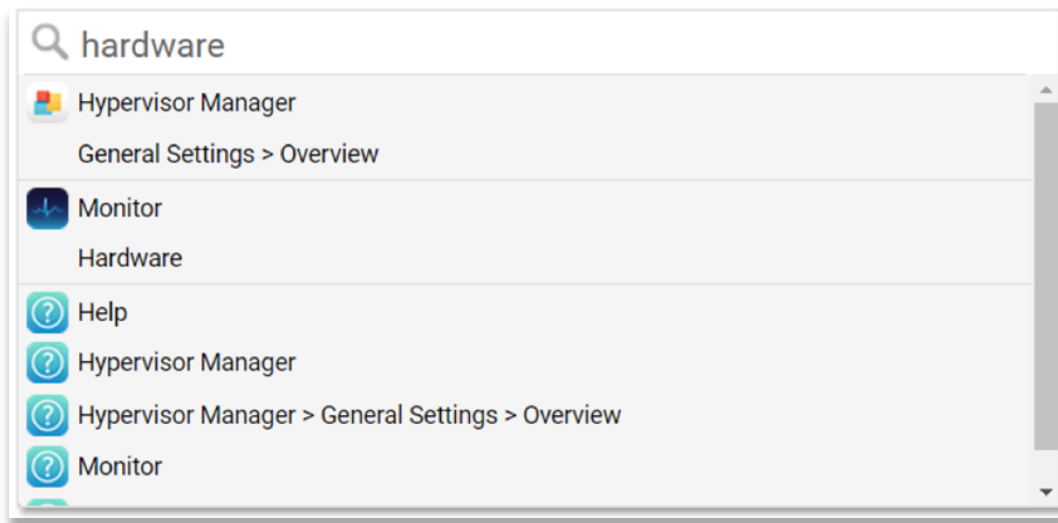 hardware
Hypervisor Manager
General Settings > Overview
Monitor
Hardware
Help
Hypervisor Manager
Hypervisor Manager > General Settings > Overview
Monitor